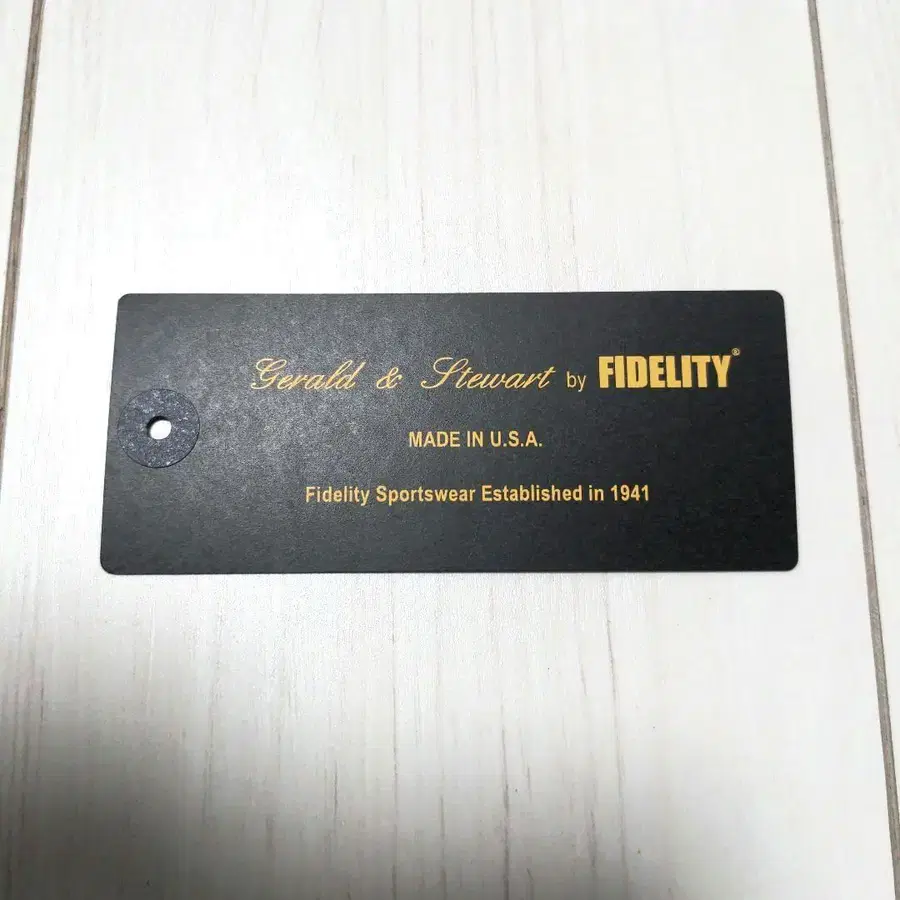 Gerald & Stewart by FIDELITY®
MADE IN U.S.A.
Fidelity Sportswear Established in 1941